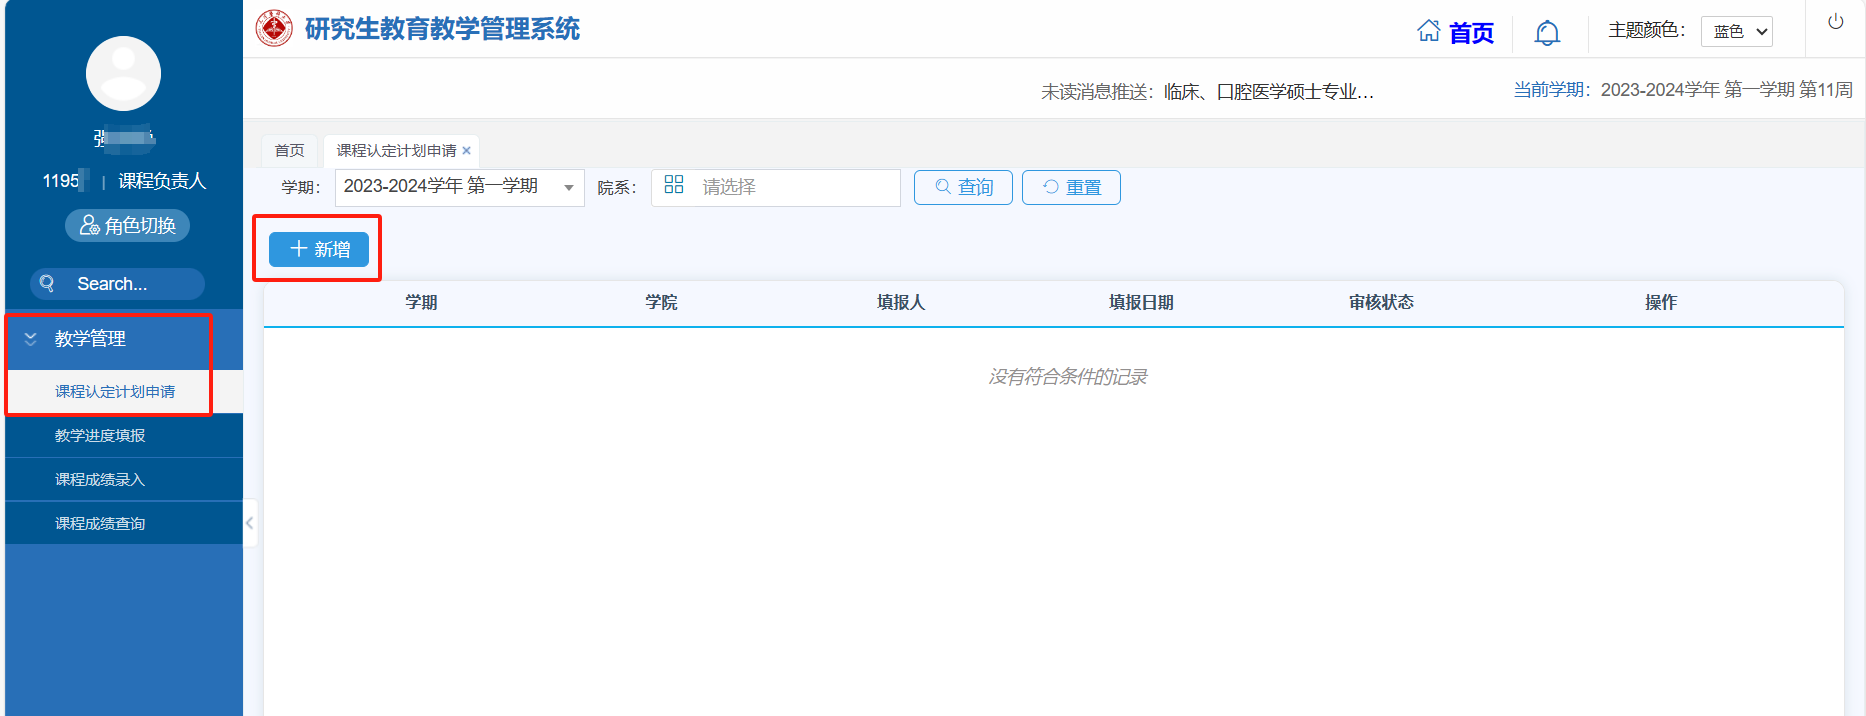 研究生教育教学管理系统
首页
主题颜色：
蓝色
未读消息推送：临床、口腔医学硕士专业...
当前学期：2023-2024学年 第一学期 第11周
张
1195 | 课程负责人
角色切换
Search...
教学管理
课程认定计划申请
教学进度填报
课程成绩录入
课程成绩查询
首页
课程认定计划申请 ×
学期：
2023-2024学年 第一学期
院系：
请选择
查询
重置
新增
学期 学院 填报人 填报日期 审核状态 操作
没有符合条件的记录